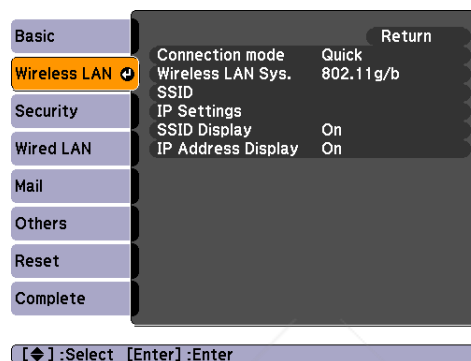 Basic
Wireless LAN
Security
Wired LAN
Mail
Others
Reset
Complete
Return
Connection mode Quick
Wireless LAN Sys. 802.11g/b
SSID
IP Settings
SSID Display On
IP Address Display On
[◆] :Select [Enter] :Enter